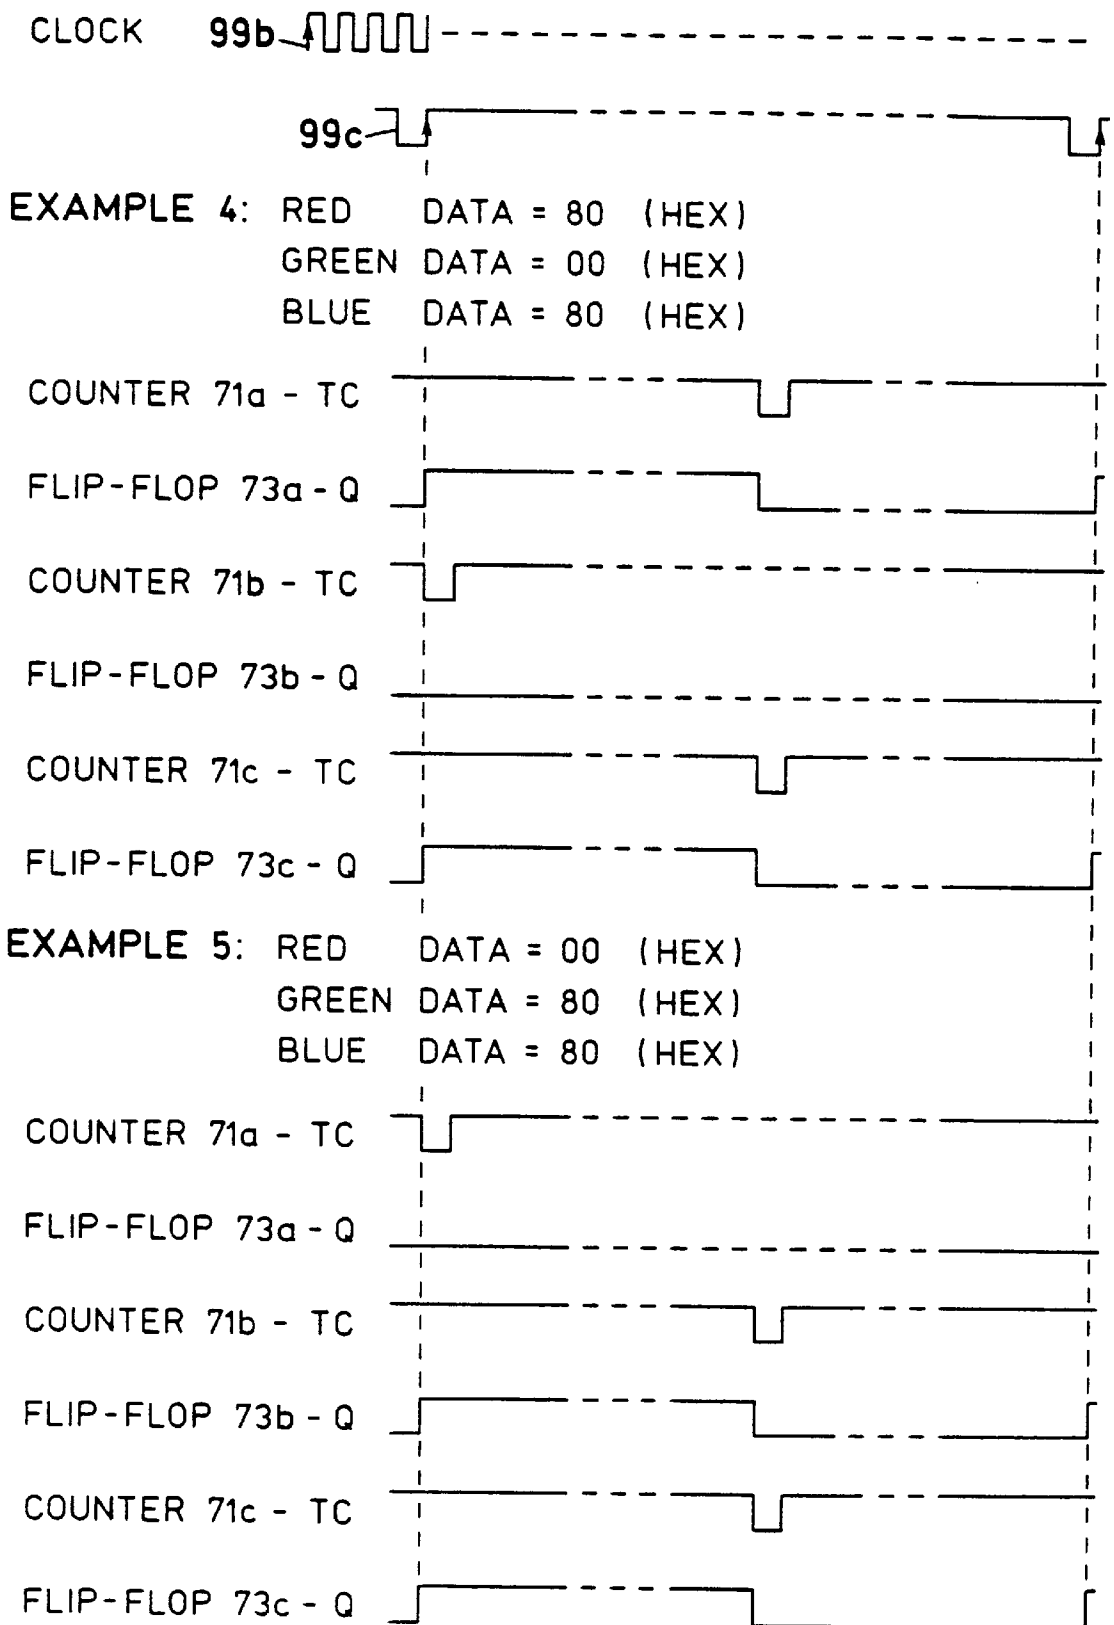 CLOCK 99b
99c
EXAMPLE 4: RED DATA = 80 (HEX)
GREEN DATA = 00 (HEX)
BLUE DATA = 80 (HEX)
COUNTER 71a - TC
FLIP-FLOP 73a - Q
COUNTER 71b - TC
FLIP-FLOP 73b - Q
COUNTER 71c - TC
FLIP-FLOP 73c - Q
EXAMPLE 5: RED DATA = 00 (HEX)
GREEN DATA = 80 (HEX)
BLUE DATA = 80 (HEX)
COUNTER 71a - TC
FLIP-FLOP 73a - Q
COUNTER 71b - TC
FLIP-FLOP 73b - Q
COUNTER 71c - TC
FLIP-FLOP 73c - Q